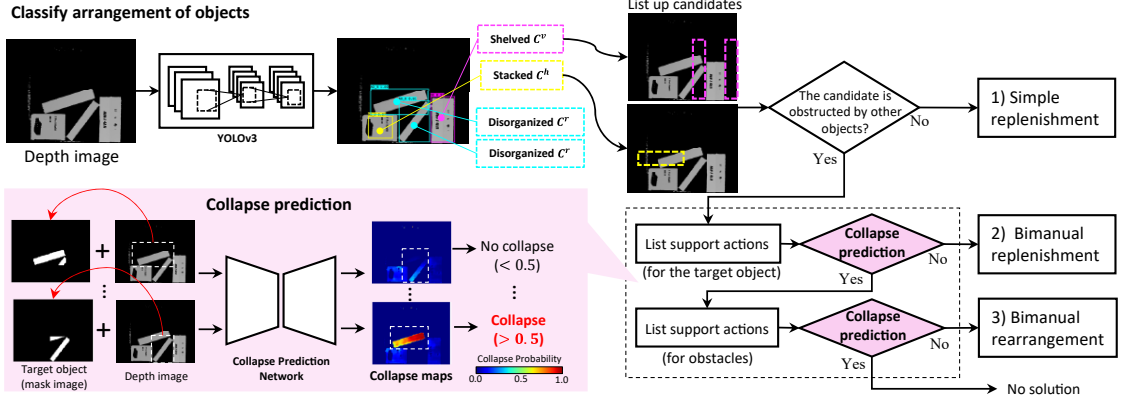 Classify arrangement of objects
Depth image
YOLOv3
Shelved C^v
Stacked C^h
Disorganized C^r
Disorganized C^r
List up candidates
The candidate is
obstructed by other
objects?
No
Yes
1) Simple
replenishment
Collapse prediction
Target object
(mask image)
Depth image
Collapse Prediction
Network
Collapse maps
No collapse
(< 0.5)
Collapse
(> 0.5)
Collapse Probability
0.0
0.5
1.0
List support actions
(for the target object)
Collapse
prediction
No
Yes
2) Bimanual
replenishment
List support actions
(for obstacles)
Collapse
prediction
No
Yes
3) Bimanual
rearrangement
No solution